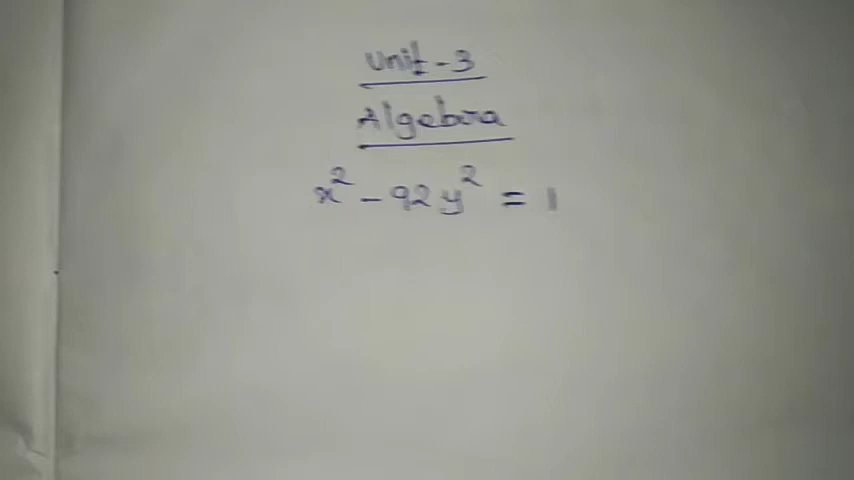 Unit - 3
Algebra
x² - 92y² = 1